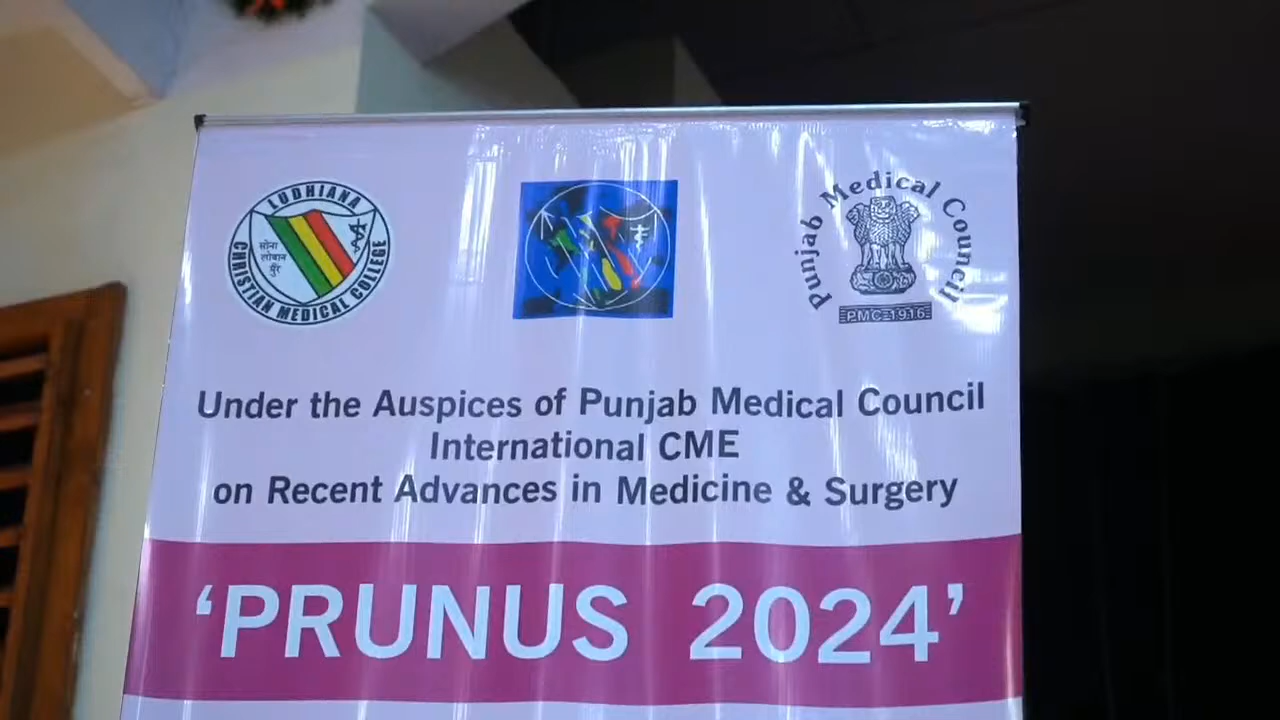 LUDHIANA
CHRISTIAN MEDICAL COLLEGE
सोना
लोबान
मुर्र
Punjab Medical Council
PMC 1916
Under the Auspices of Punjab Medical Council
International CME
on Recent Advances in Medicine & Surgery
‘PRUNUS 2024’